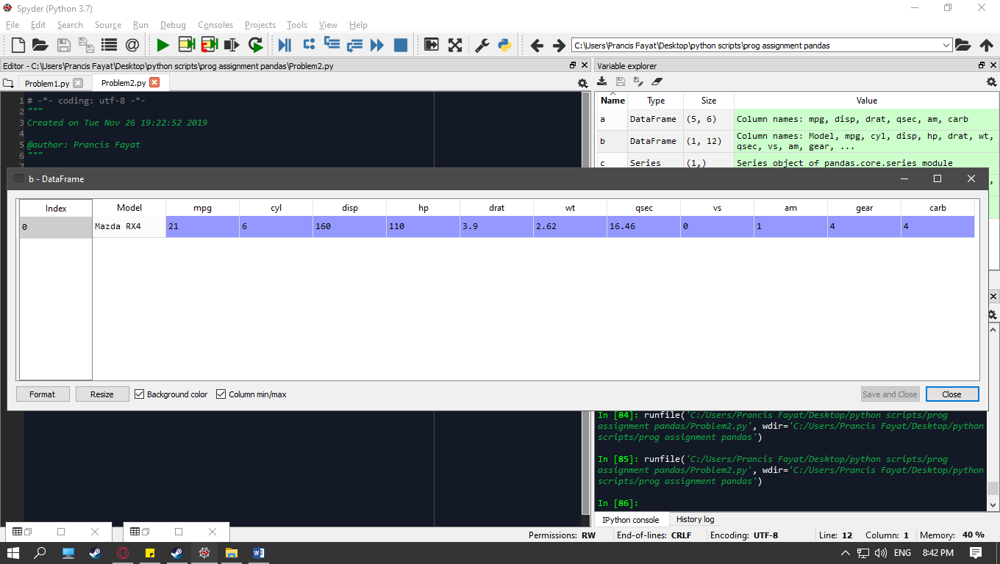 Spyder (Python 3.7)
File Edit Search Source Run Debug Consoles Projects Tools View Help
C:\Users\Prancis Fayat\Desktop\python scripts\prog assignment pandas
Editor - C:\Users\Prancis Fayat\Desktop\python scripts\prog assignment pandas\Problem2.py
Variable explorer
Problem1.py Problem2.py
1 # -*- coding: utf-8 -*-
2 """
3 Created on Tue Nov 26 19:22:52 2019
4
5 @author: Prancis Fayat
6 """
7
Name Type Size Value
a DataFrame (5, 6) Column names: mpg, disp, drat, qsec, am, carb
b DataFrame (1, 12) Column names: Model, mpg, cyl, disp, hp, drat, wt,
qsec, vs, am, gear, ...
c Series (1,) Series object of pandas.core.series module
b - DataFrame
Index Model mpg cyl disp hp drat wt qsec vs am gear carb
0 Mazda RX4 21 6 160 110 3.9 2.62 16.46 0 1 4 4
Format Resize Background color Column min/max Save and Close Close
In [84]: runfile('C:/Users/Prancis Fayat/Desktop/python scripts/prog
assignment pandas/Problem2.py', wdir='C:/Users/Prancis Fayat/Desktop/python
scripts/prog assignment pandas')
In [85]: runfile('C:/Users/Prancis Fayat/Desktop/python scripts/prog
assignment pandas/Problem2.py', wdir='C:/Users/Prancis Fayat/Desktop/python
scripts/prog assignment pandas')
In [86]:
IPython console History log
Permissions: RW End-of-lines: CRLF Encoding: UTF-8 Line: 12 Column: 1 Memory: 40 %
ENG 8:42 PM